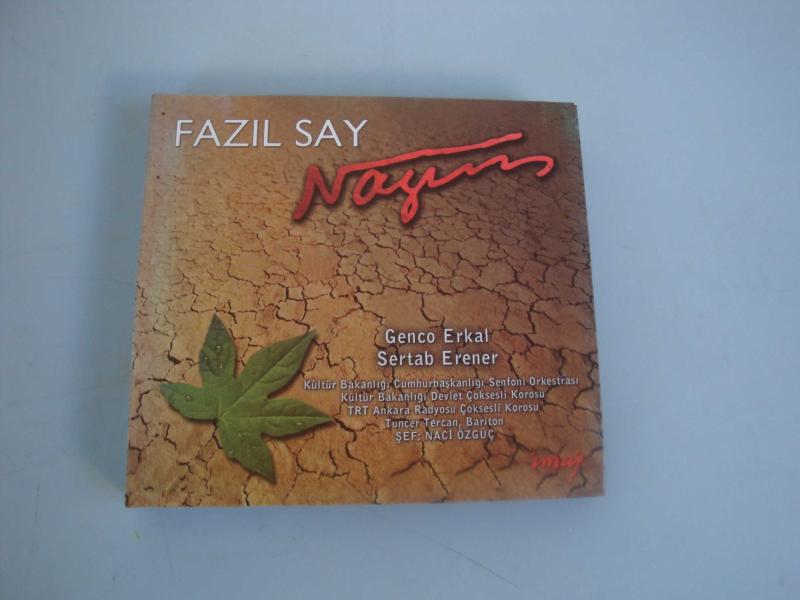 FAZIL SAY
Nazım
Genco Erkal
Sertab Erener
Kültür Bakanlığı Cumhurbaşkanlığı Senfoni Orkestrası
Kültür Bakanlığı Devlet Çoksesli Korosu
TRT Ankara Radyosu Çoksesli Korosu
Tuncer Tercan, Bariton
ŞEF: NACİ ÖZGÜÇ
imaj